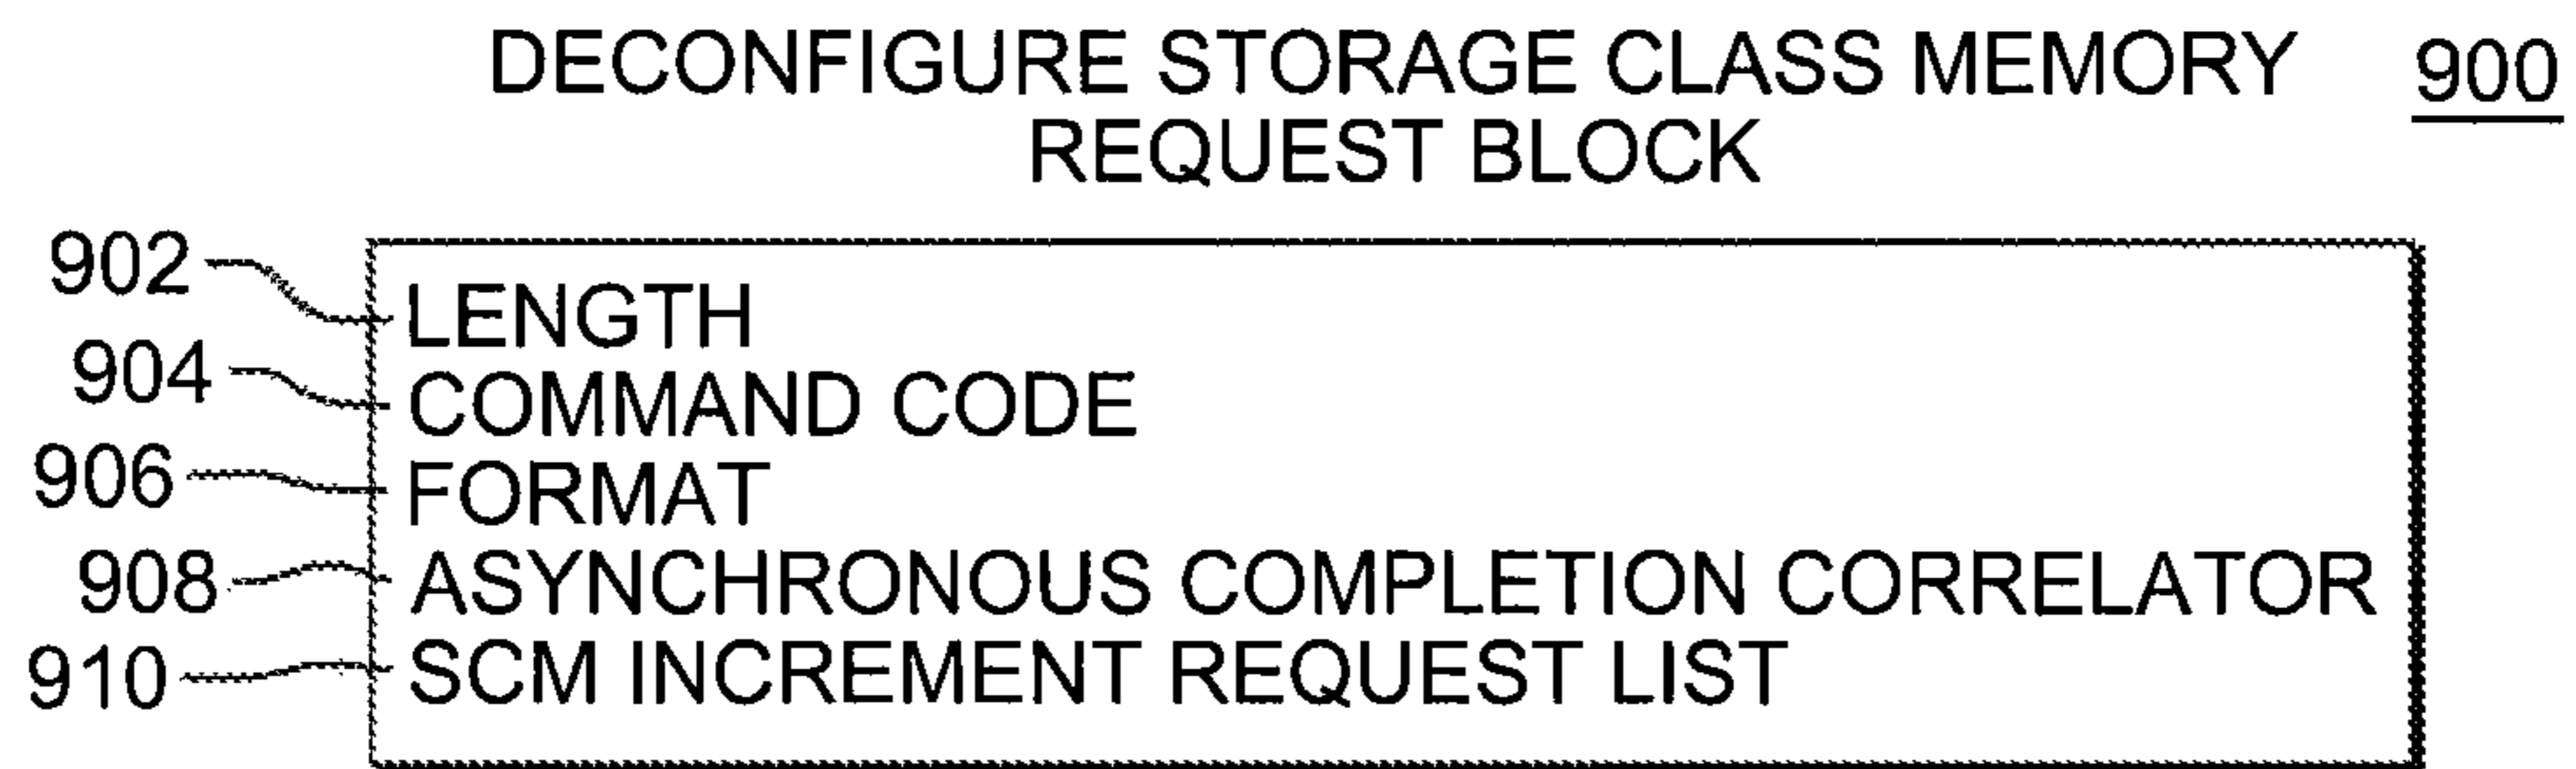 DECONFIGURE STORAGE CLASS MEMORY 900
REQUEST BLOCK
902 LENGTH
904 COMMAND CODE
906 FORMAT
908 ASYNCHRONOUS COMPLETION CORRELATOR
910 SCM INCREMENT REQUEST LIST